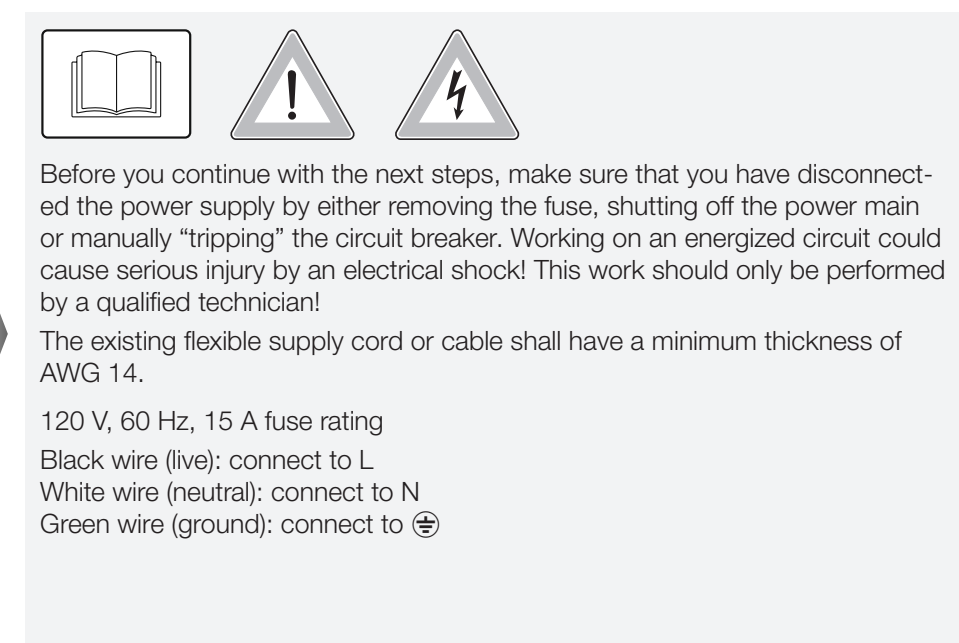 Before you continue with the next steps, make sure that you have disconnect-
ed the power supply by either removing the fuse, shutting off the power main
or manually “tripping” the circuit breaker. Working on an energized circuit could
cause serious injury by an electrical shock! This work should only be performed
by a qualified technician!
The existing flexible supply cord or cable shall have a minimum thickness of
AWG 14.
120 V, 60 Hz, 15 A fuse rating
Black wire (live): connect to L
White wire (neutral): connect to N
Green wire (ground): connect to ⏚